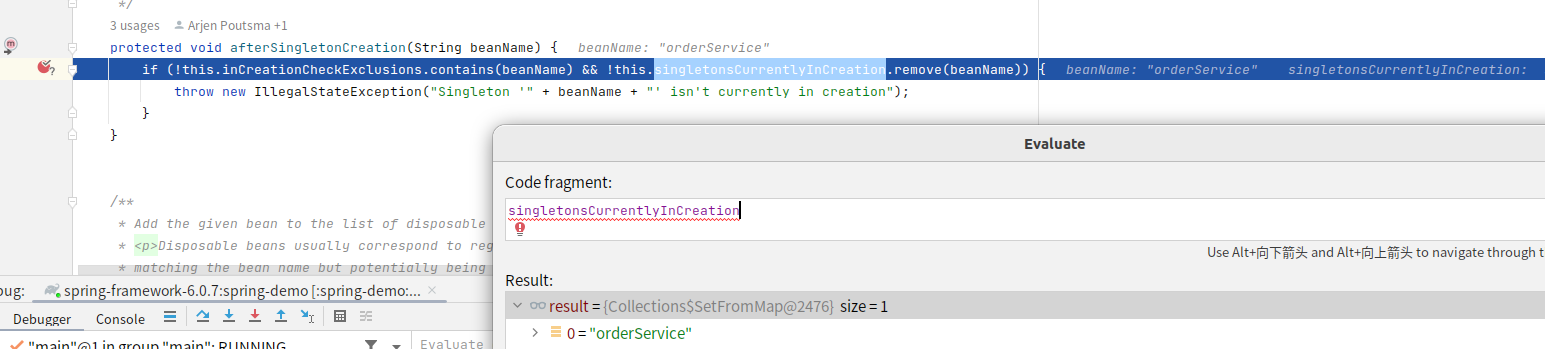 */
3 usages Arjen Poutsma +1
protected void afterSingletonCreation(String beanName) { beanName: "orderService"
if (!this.inCreationCheckExclusions.contains(beanName) && !this.singletonsCurrentlyInCreation.remove(beanName)) { beanName: "orderService" singletonsCurrentlyInCreation:
throw new IllegalStateException("Singleton '" + beanName + "' isn't currently in creation");
}
}
Evaluate
Code fragment:
singletonsCurrentlyInCreation
/**
* Add the given bean to the list of disposable
* <p>Disposable beans usually correspond to reg
* matching the bean name but potentially being
Use Alt+向下箭头 and Alt+向上箭头 to navigate through t
Result:
result = {Collections$SetFromMap@2476} size = 1
0 = "orderService"
bug: spring-framework-6.0.7:spring-demo [:spring-demo:...
Debugger Console
"main"@1 in group "main": RUNNING
Evaluate